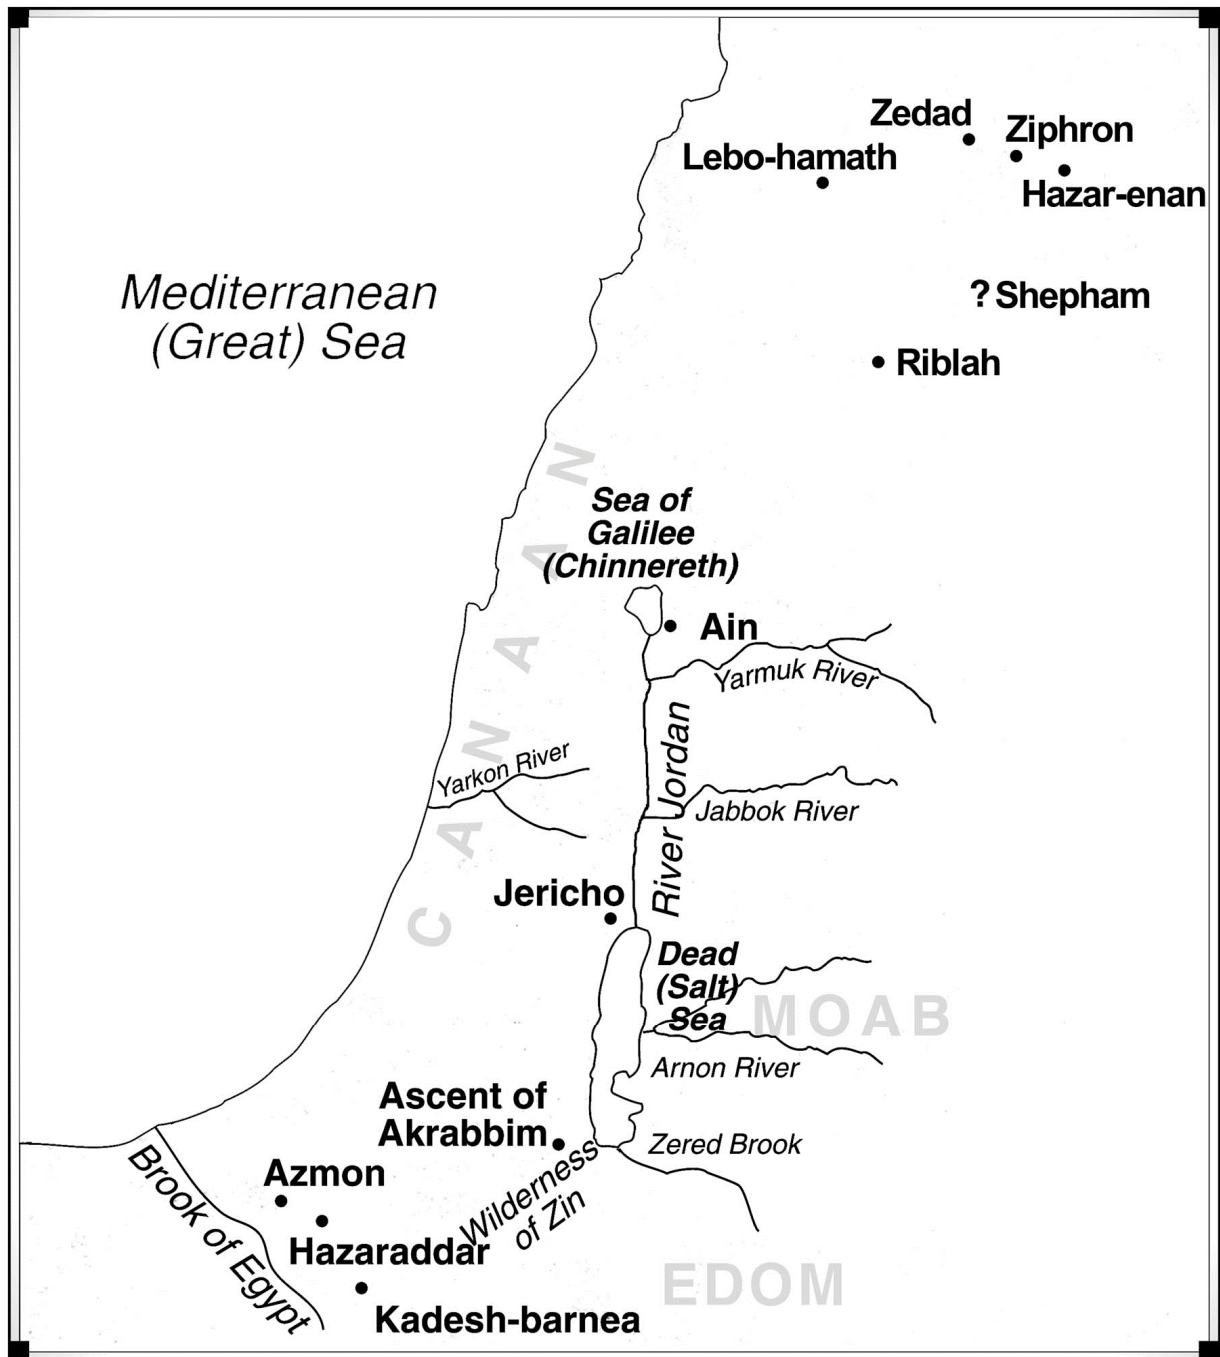 Zedad
Ziphron
Lebo-hamath
Hazar-enan
Mediterranean
(Great) Sea
? Shepham
Riblah
CANAAN
Sea of
Galilee
(Chinnereth)
Ain
Yarmuk River
River Jordan
Yarkon River
Jabbok River
Jericho
Dead
(Salt)
Sea
MOAB
Arnon River
Ascent of
Akrabbim
Zered Brook
Wilderness
of Zin
Azmon
Brook of Egypt
Hazaraddar
EDOM
Kadesh-barnea